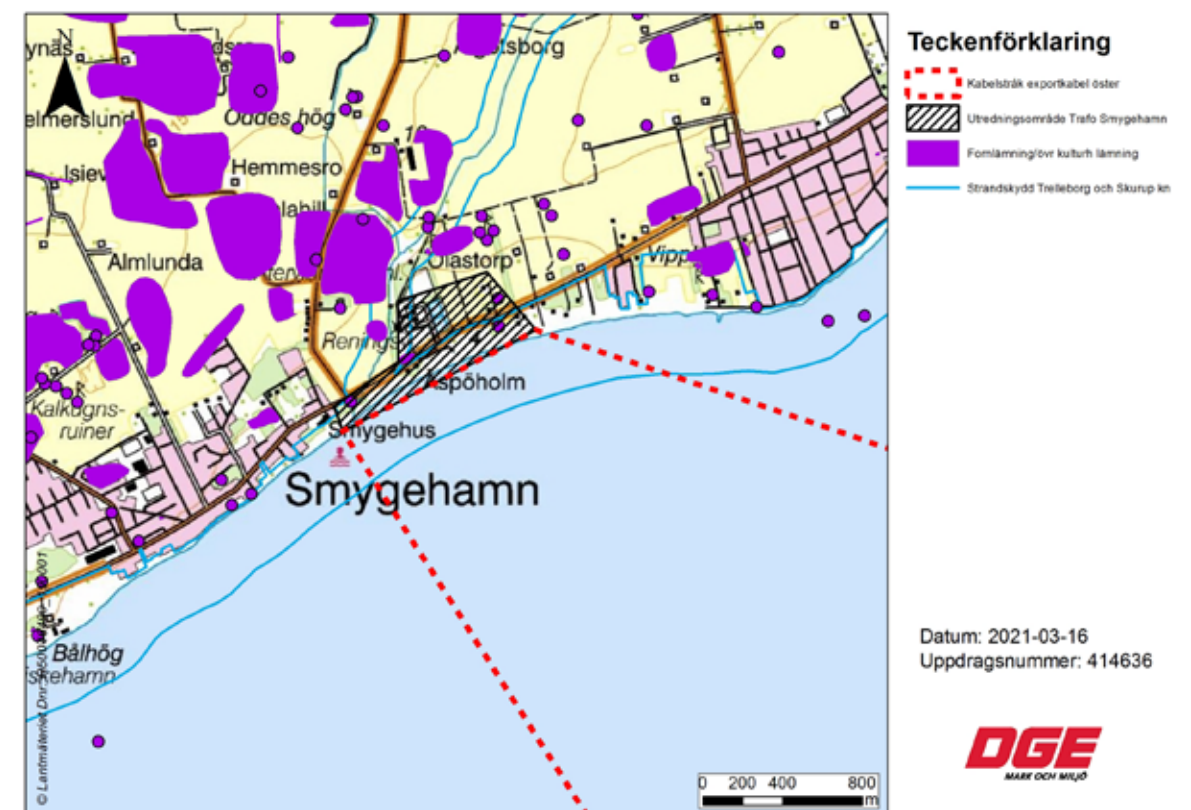 N
Oddes hög
Hemmesro
Almlunda
Olastorp
Äspöholm
Kalkugns-
ruiner
Smygehus
Smygehamn
Bålhög
0 200 400 800
m
Teckenförklaring
Kabelstråk exportkabel öster
Utredningsområde Trafo Smygehamn
Fornlämning/övr kulturh lämning
Strandskydd Trelleborg och Skurup kn
Datum: 2021-03-16
Uppdragsnummer: 414636
DGE
MARK OCH MILJÖ